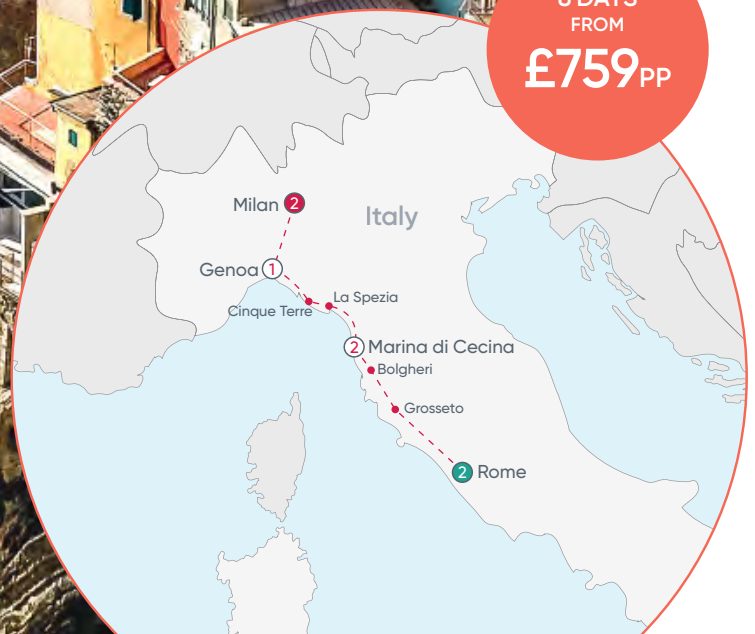 DAYS
FROM
£759PP
Milan 2
Italy
Genoa 1
La Spezia
Cinque Terre
2 Marina di Cecina
Bolgheri
Grosseto
2 Rome